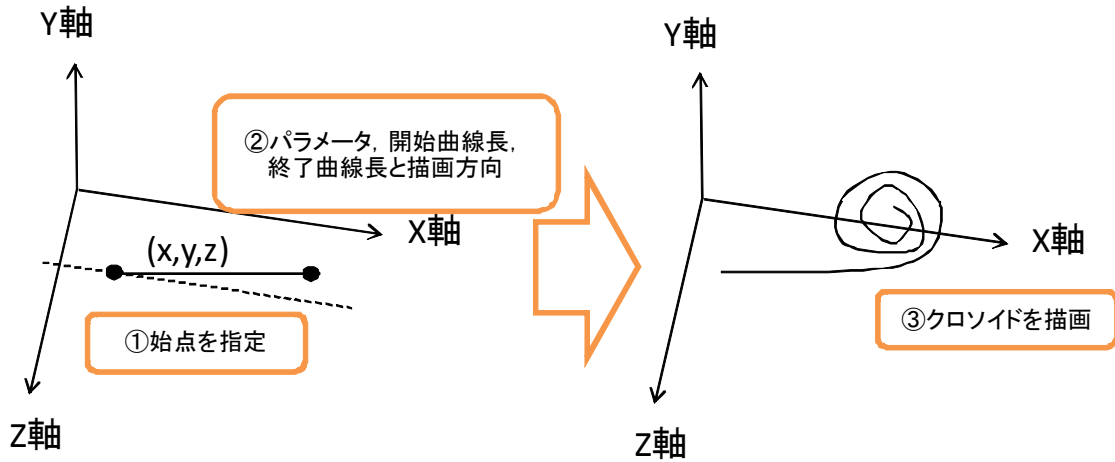 Y軸
②パラメータ, 開始曲線長,
終了曲線長と描画方向
X軸
(x,y,z)
①始点を指定
Z軸
Y軸
X軸
③クロソイドを描画
Z軸